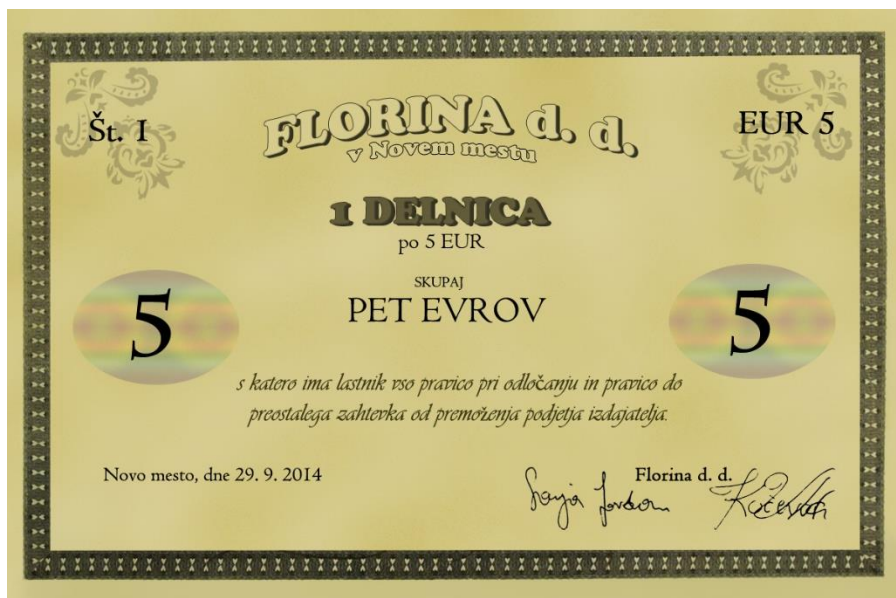 Št. 1
FLORINA d. d.
EUR 5
v Novem mestu
1 DELNICA
po 5 EUR
SKUPAJ
PET EVROV
5
5
s katero ima lastnik vso pravico pri odločanju in pravico do
preostalega zahtevka od premoženja podjetja izdajatelja.
Novo mesto, dne 29. 9. 2014
Florina d. d.